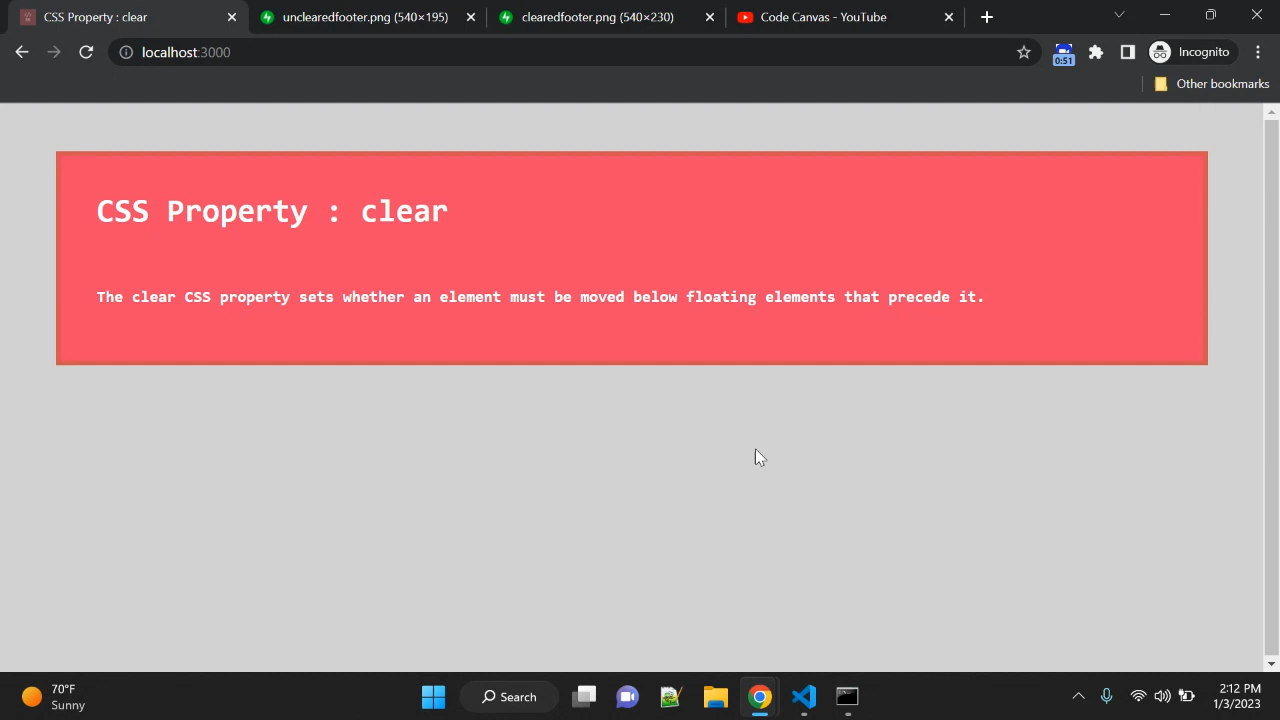 CSS Property : clear
unclearedfooter.png (540×195)
clearedfooter.png (540×230)
Code Canvas - YouTube
localhost:3000
0:51
Incognito
Other bookmarks
CSS Property : clear
The clear CSS property sets whether an element must be moved below floating elements that precede it.
70°F
Sunny
Search
2:12 PM
1/3/2023